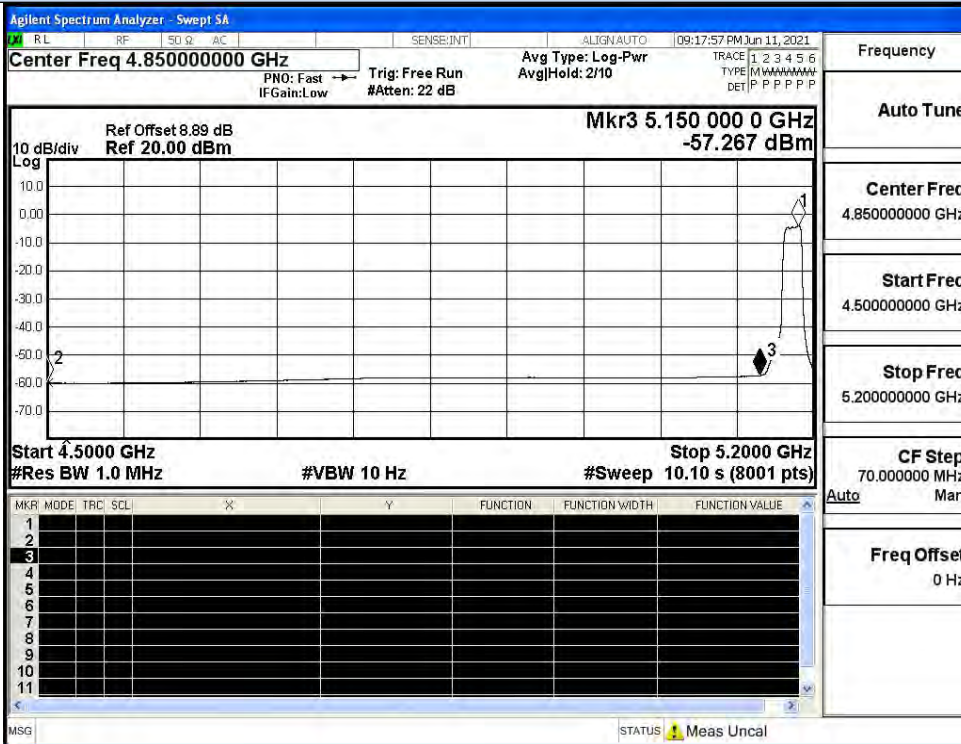 Agilent Spectrum Analyzer - Swept SA
LXI RL RF 50 Ω AC SENSE:INT ALIGN AUTO 09:17:57 PM Jun 11, 2021
Center Freq 4.850000000 GHz
PNO: Fast
IFGain:Low
Trig: Free Run
#Atten: 22 dB
Avg Type: Log-Pwr
Avg|Hold: 2/10
TRACE 1 2 3 4 5 6
TYPE MWWWWW
DET P P P P P P
Mkr3 5.150 000 0 GHz
-57.267 dBm
Ref Offset 8.89 dB
10 dB/div Ref 20.00 dBm
Log
10.0
0.00
-10.0
-20.0
-30.0
-40.0
-50.0
-60.0
-70.0
1
2
3
Start 4.5000 GHz Stop 5.2000 GHz
#Res BW 1.0 MHz #VBW 10 Hz #Sweep 10.10 s (8001 pts)
MKR MODE TRC SCL X Y FUNCTION FUNCTION WIDTH FUNCTION VALUE
1
2
3
4
5
6
7
8
9
10
11
MSG STATUS Meas Uncal
Frequency
Auto Tune
Center Freq
4.850000000 GHz
Start Freq
4.500000000 GHz
Stop Freq
5.200000000 GHz
CF Step
70.000000 MHz
Auto Man
Freq Offset
0 Hz